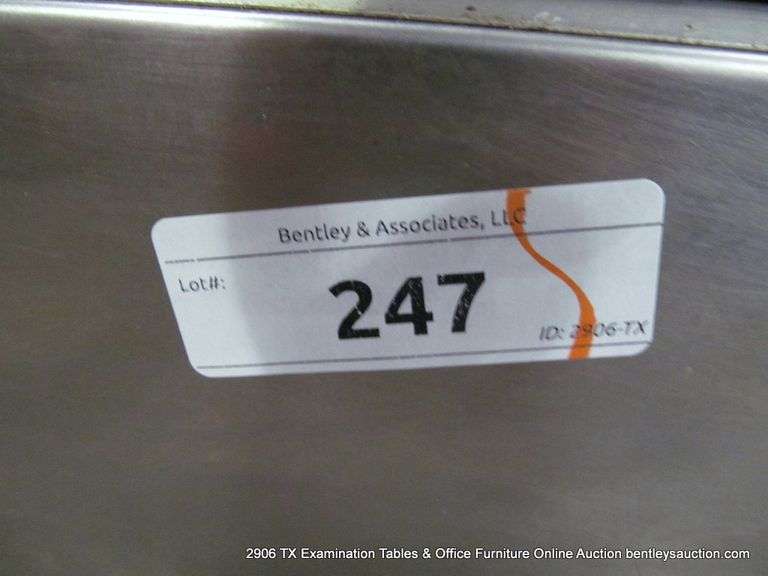 Bentley & Associates, LLC
Lot#:
247
ID: 2906-TX
2906 TX Examination Tables & Office Furniture Online Auction bentleysauction.com